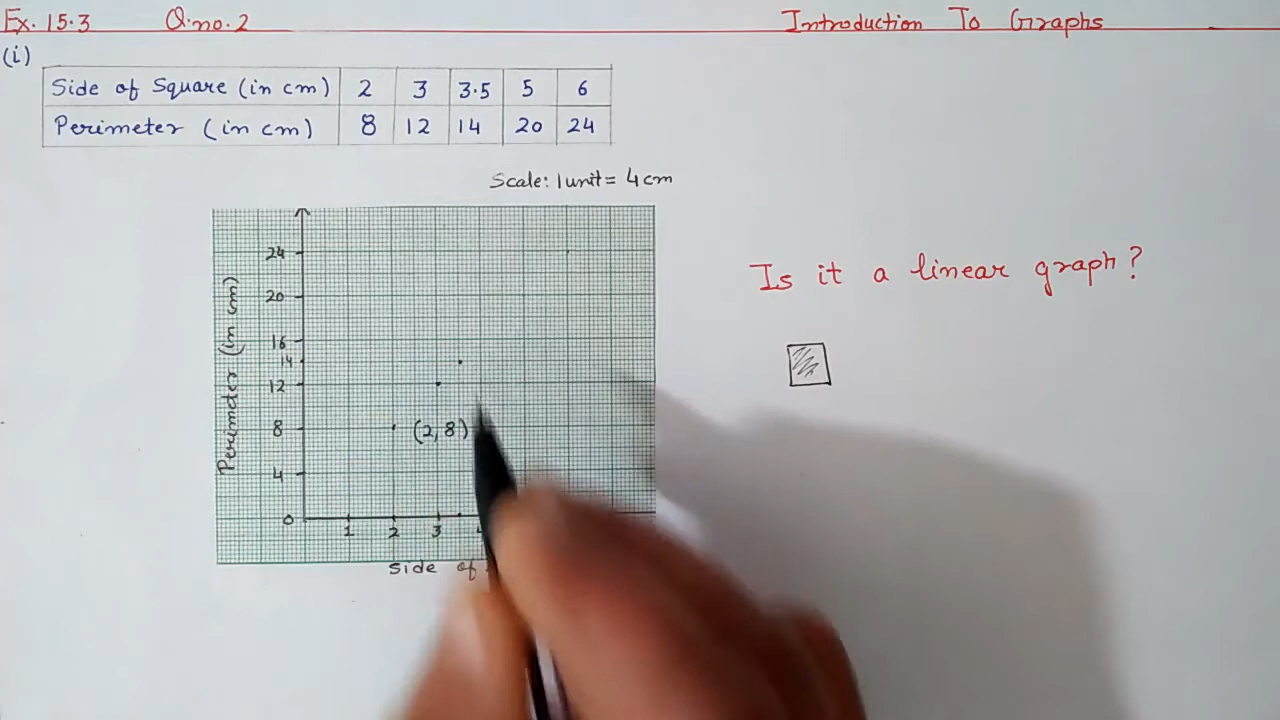 Ex. 15.3 Q.no.2 Introduction To Graphs
(i)
Side of Square (in cm) 2 3 3.5 5 6
Perimeter (in cm) 8 12 14 20 24
Scale: 1 unit = 4 cm
Is it a linear graph?
Perimeter (in cm)
24
20
16
14
12
8 (2, 8)
4
0 1 2 3 4
Side of